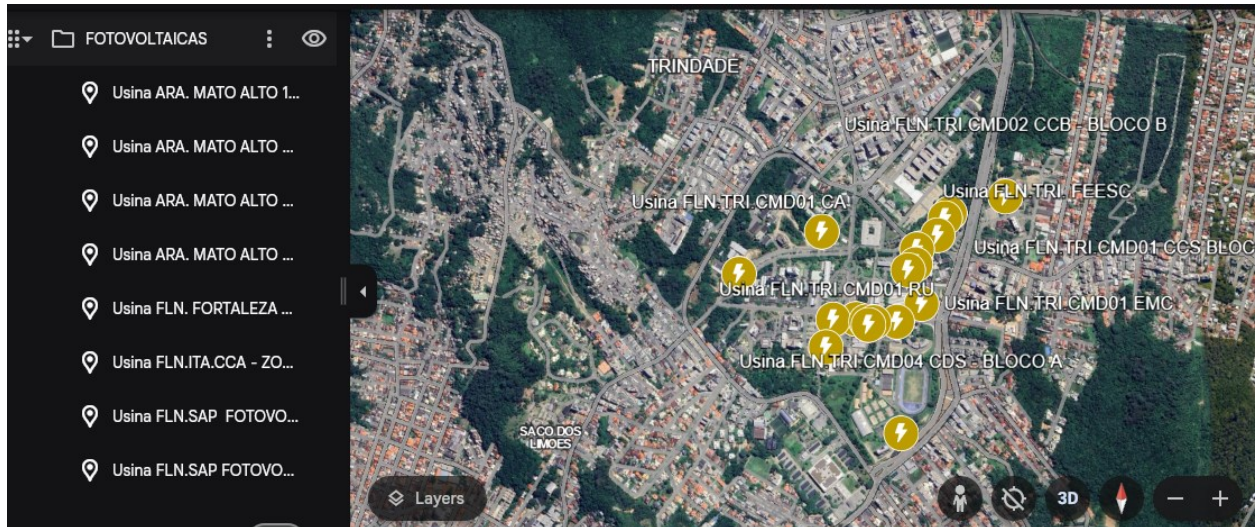 FOTOVOLTAICAS
Usina ARA. MATO ALTO 1...
Usina ARA. MATO ALTO ...
Usina ARA. MATO ALTO ...
Usina ARA. MATO ALTO ...
Usina FLN. FORTALEZA ...
Usina FLN.ITA.CCA - ZO...
Usina FLN.SAP FOTOVO...
Usina FLN.SAP FOTOVO...
TRINDADE
Usina FLN.TRI.CMD02 CCB - BLOCO B
Usina FLN.TRI. FEESC
Usina FLN.TRI.CMD01 CA
Usina FLN.TRI.CMD01 CCS BLOC
Usina FLN.TRI.CMD01 RU
Usina FLN.TRI.CMD01 EMC
Usina FLN.TRI.CMD04 CDS - BLOCO A
SACO DOS
LIMOES
Layers
3D